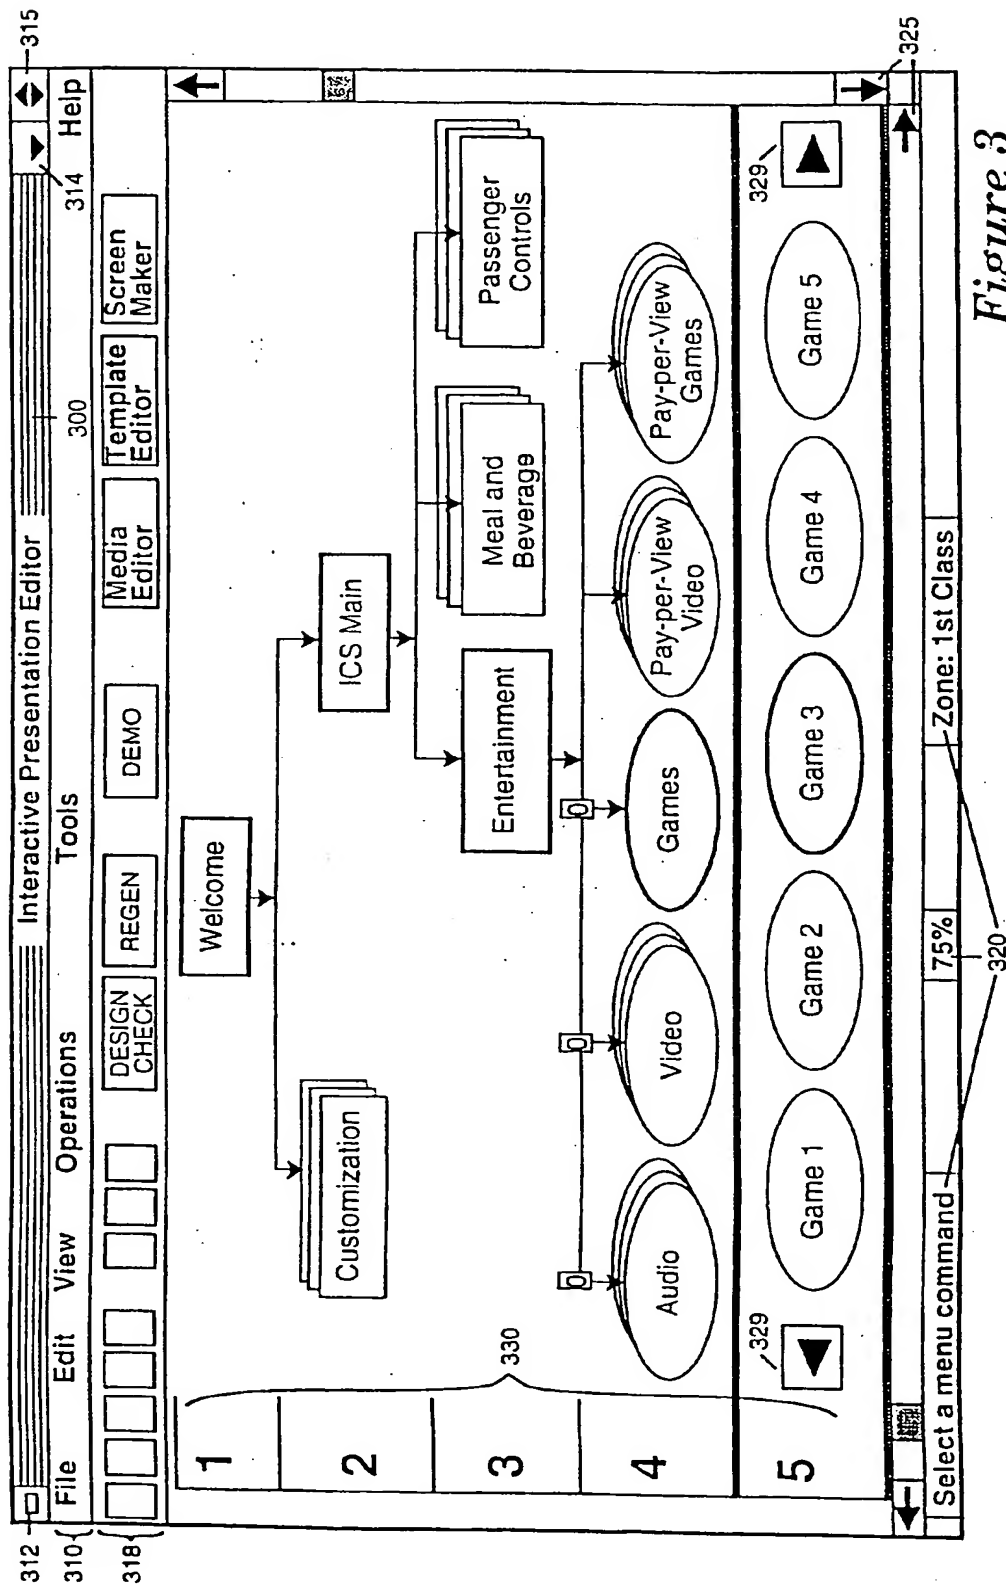 312
Interactive Presentation Editor
300
314
315
310
File Edit View Operations Tools Help
318
DESIGN
CHECK
REGEN
DEMO
Media
Editor
Template
Editor
Screen
Maker
1
Welcome
2
Customization
ICS Main
3
Entertainment
Meal and
Beverage
Passenger
Controls
330
4
0
0
0
Audio
Video
Games
Pay-per-View
Video
Pay-per-View
Games
5
329
Game 1
Game 2
Game 3
Game 4
Game 5
329
325
Select a menu command
75%
Zone: 1st Class
320
Figure 3